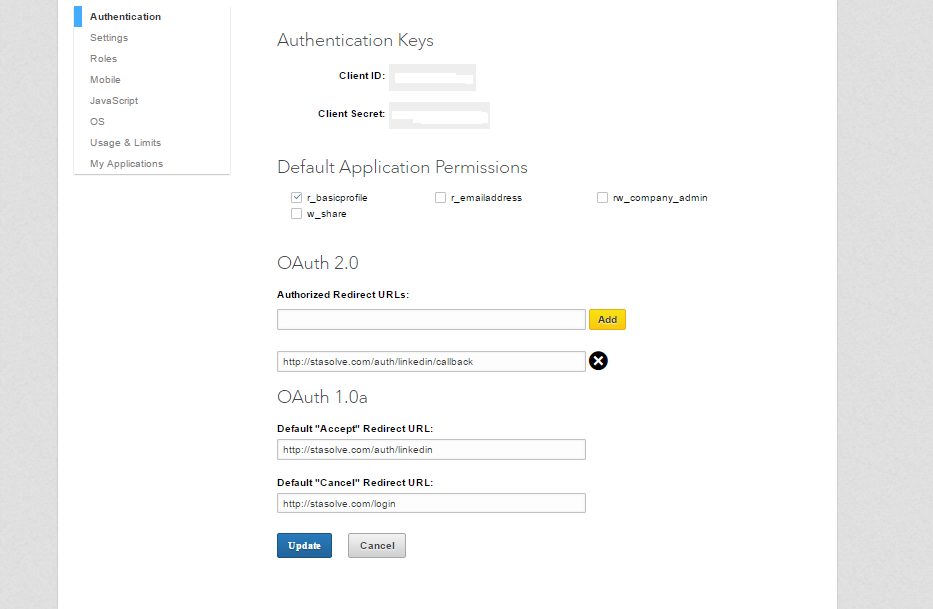 Authentication
Settings
Roles
Mobile
JavaScript
OS
Usage & Limits
My Applications
Authentication Keys
Client ID:
Client Secret:
Default Application Permissions
r_basicprofile r_emailaddress rw_company_admin
w_share
OAuth 2.0
Authorized Redirect URLs:
Add
http://stasolve.com/auth/linkedin/callback
OAuth 1.0a
Default "Accept" Redirect URL:
http://stasolve.com/auth/linkedin
Default "Cancel" Redirect URL:
http://stasolve.com/login
Update Cancel